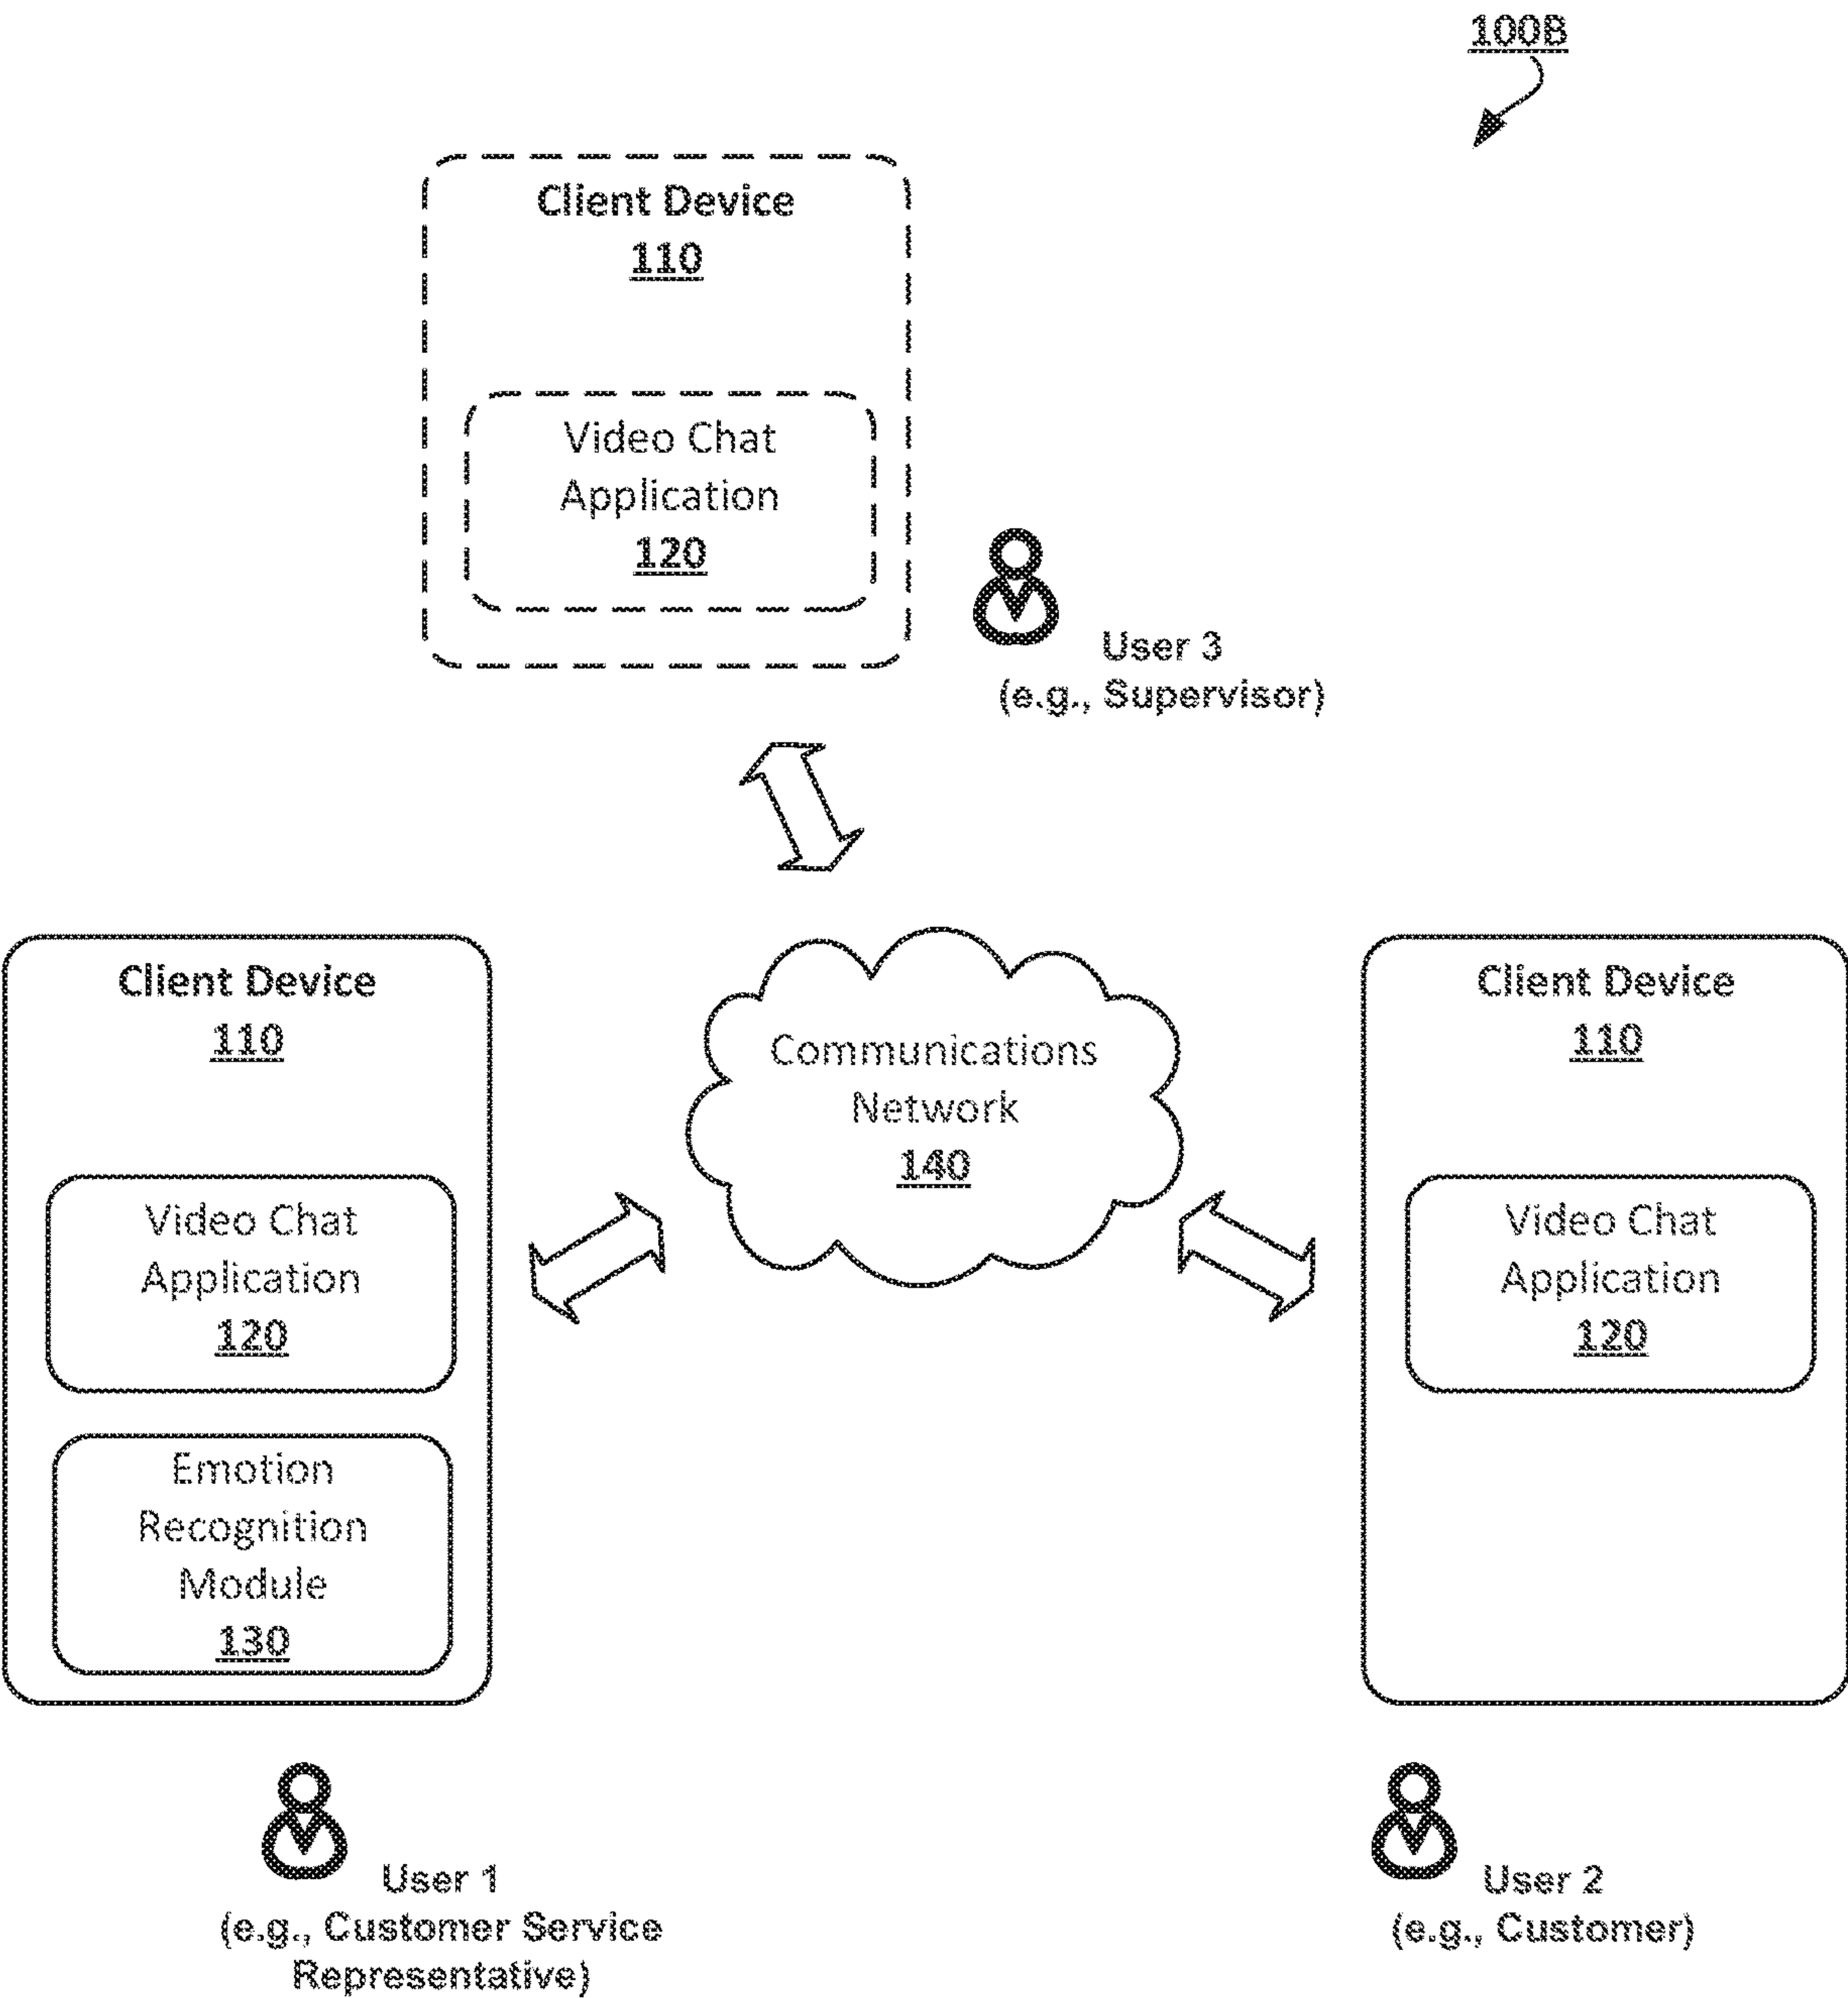 100B
Client Device
110
Video Chat
Application
120
User 3
(e.g., Supervisor)
Client Device
110
Video Chat
Application
120
Emotion
Recognition
Module
130
Communications
Network
140
Client Device
110
Video Chat
Application
120
User 1
(e.g., Customer Service
Representative)
User 2
(e.g., Customer)